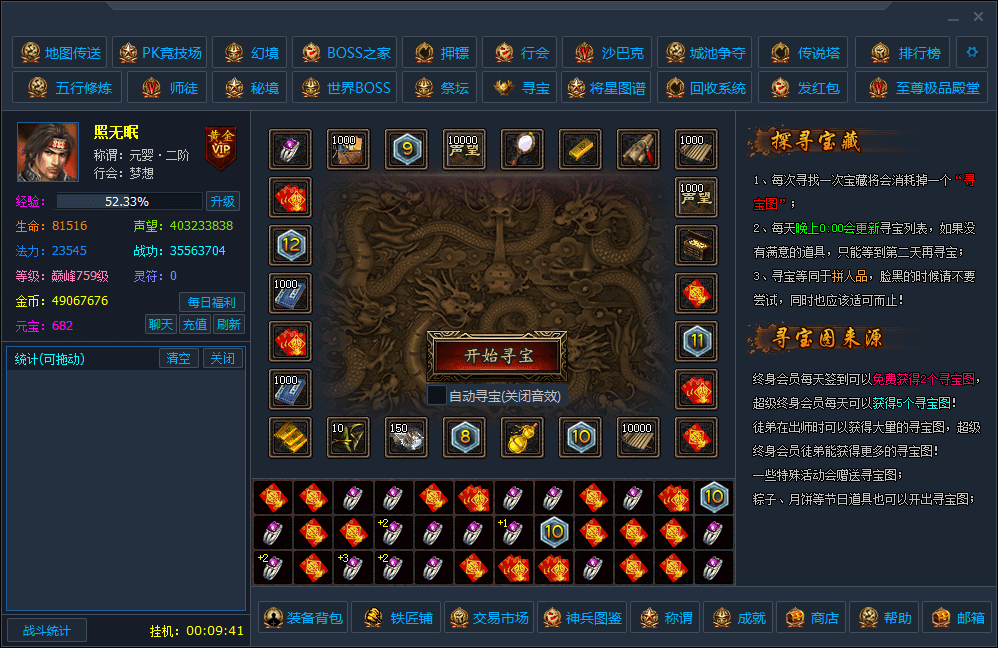 地图传送 PK竞技场 幻境 BOSS之家 押镖 行会 沙巴克 城池争夺 传说塔 排行榜
五行修炼 师徒 秘境 世界BOSS 祭坛 寻宝 将星图谱 回收系统 发红包 至尊极品殿堂
黑无眠
称谓：元婴·二阶
行会：梦想
黄金
VIP
经验： 52.33% 升级
生命：81516 声望：403233838
法力：23545 战功：35563704
等级：巅峰759级 灵符：0
金币：49067676 每日福利
元宝：682 聊天 充值 刷新
统计(可拖动) 清空 关闭
战斗统计 挂机：00:09:41
1000 9 10000 声望 1000
1000 声望
12
1000
11
1000
10 150 8 10 10000
开始寻宝
自动寻宝(关闭音效)
10
+2 +1 10
+2 +3 +2
探寻宝藏
1、每次寻找一次宝藏将会消耗掉一个“寻
宝图”；
2、每天晚上0:00会更新寻宝列表，如果没
有满意的道具，只能等到第二天再寻宝；
3、寻宝等同于拼人品，脸黑的时候请不要
尝试，同时也应该适可而止！
寻宝图来源
终身会员每天签到可以免费获得2个寻宝图，
超级终身会员每天可以获得5个寻宝图！
徒弟在出师时可以获得大量的寻宝图，超级
终身会员徒弟能获得更多的寻宝图！
一些特殊活动会赠送寻宝图；
粽子、月饼等节日道具也可以开出寻宝图；
装备背包 铁匠铺 交易市场 神兵图鉴 称谓 成就 商店 帮助 邮箱